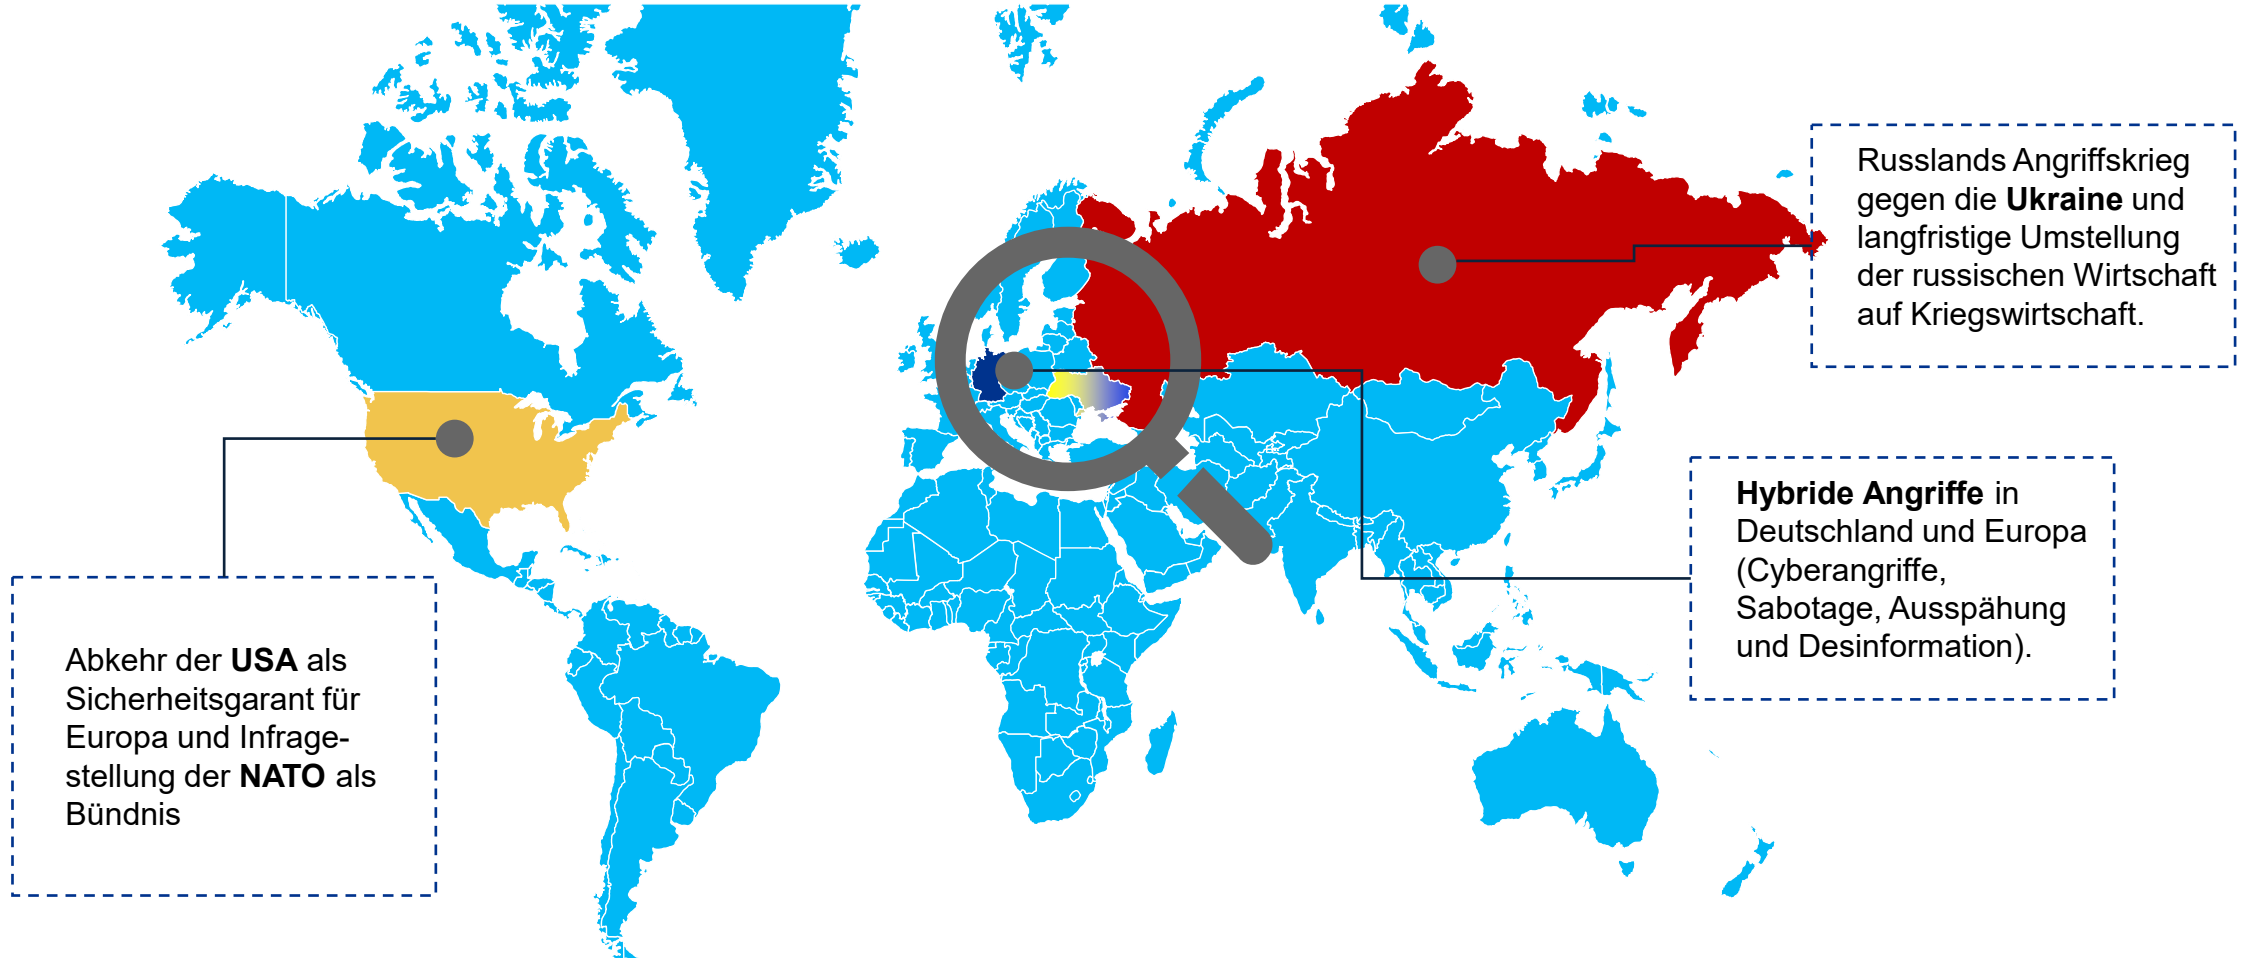 Russlands Angriffskrieg
gegen die Ukraine und
langfristige Umstellung
der russischen Wirtschaft
auf Kriegswirtschaft.
Hybride Angriffe in
Deutschland und Europa
(Cyberangriffe,
Sabotage, Ausspähung
und Desinformation).
Abkehr der USA als
Sicherheitsgarant für
Europa und Infrage-
stellung der NATO als
Bündnis